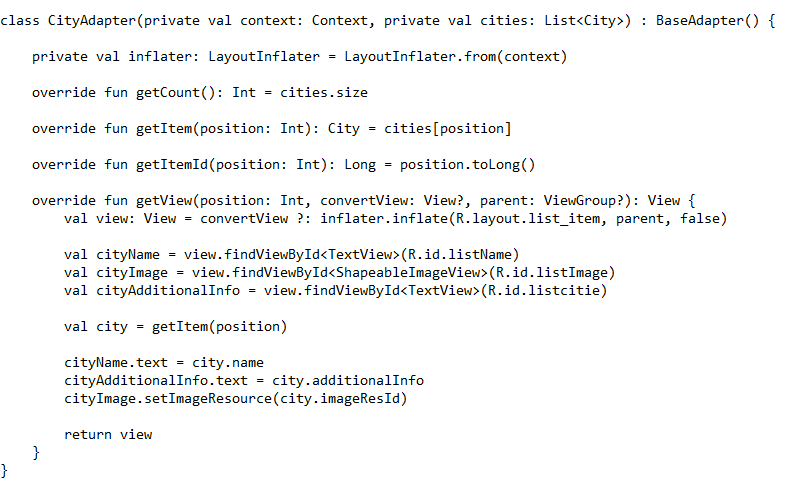 class CityAdapter(private val context: Context, private val cities: List<City>) : BaseAdapter() {
private val inflater: LayoutInflater = LayoutInflater.from(context)
override fun getCount(): Int = cities.size
override fun getItem(position: Int): City = cities[position]
override fun getItemId(position: Int): Long = position.toLong()
override fun getView(position: Int, convertView: View?, parent: ViewGroup?): View {
val view: View = convertView ?: inflater.inflate(R.layout.list_item, parent, false)
val cityName = view.findViewById<TextView>(R.id.listName)
val cityImage = view.findViewById<ShapeableImageView>(R.id.listImage)
val cityAdditionalInfo = view.findViewById<TextView>(R.id.listcitie)
val city = getItem(position)
cityName.text = city.name
cityAdditionalInfo.text = city.additionalInfo
cityImage.setImageResource(city.imageResId)
return view
}
}